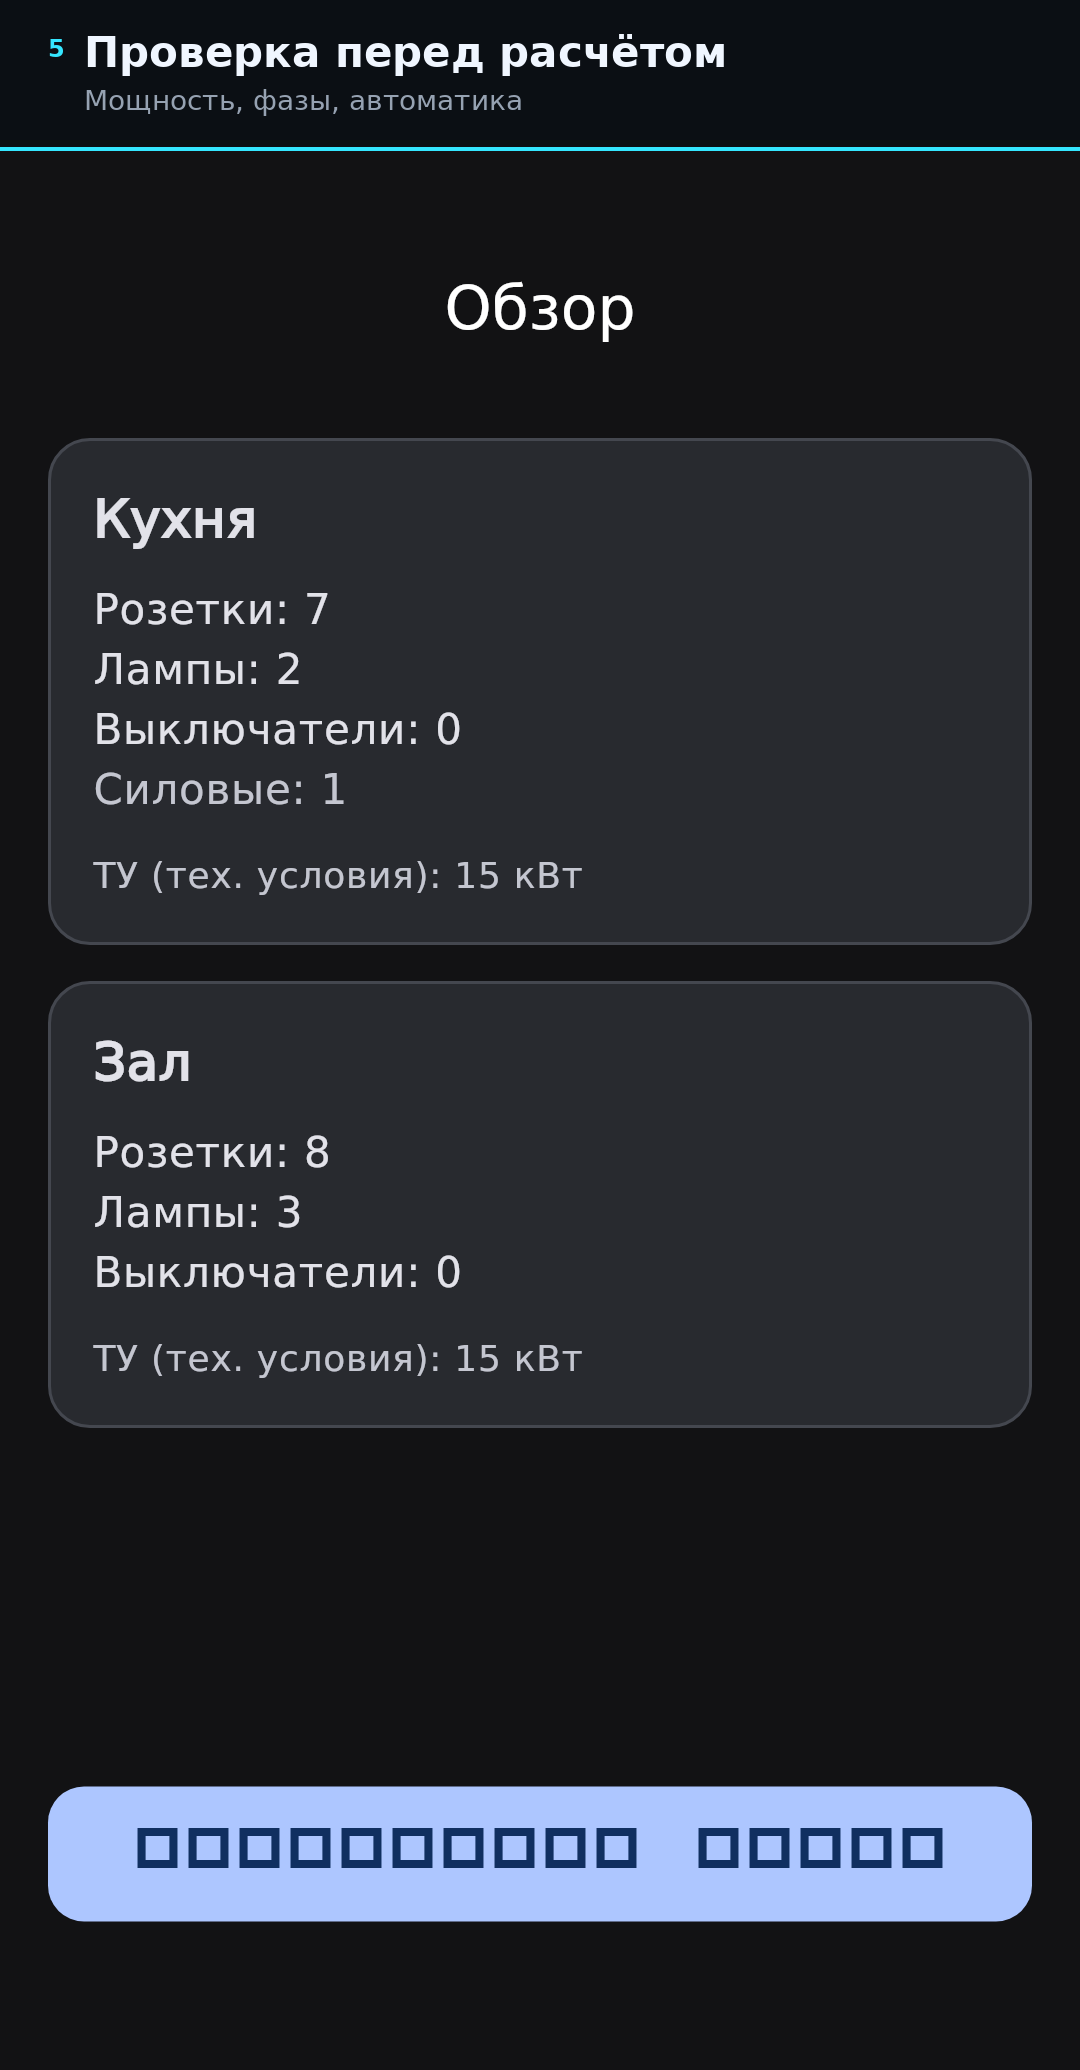 5 Проверка перед расчётом
Мощность, фазы, автоматика
Обзор
Кухня
Розетки: 7
Лампы: 2
Выключатели: 0
Силовые: 1
ТУ (тех. условия): 15 кВт
Зал
Розетки: 8
Лампы: 3
Выключатели: 0
ТУ (тех. условия): 15 кВт